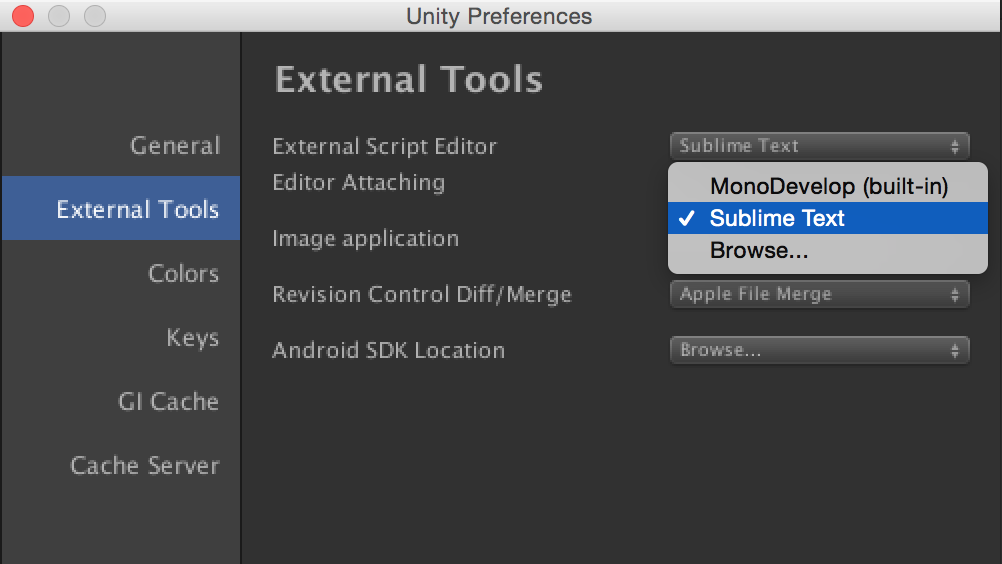 Unity Preferences
General
External Tools
Colors
Keys
GI Cache
Cache Server
External Tools
External Script Editor
Sublime Text
Editor Attaching
MonoDevelop (built-in)
✓ Sublime Text
Browse...
Image application
Revision Control Diff/Merge
Apple File Merge
Android SDK Location
Browse...